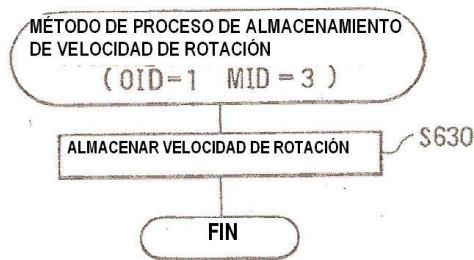 MÉTODO DE PROCESO DE ALMACENAMIENTO
DE VELOCIDAD DE ROTACIÓN
( OID=1 MID=3 )
ALMACENAR VELOCIDAD DE ROTACIÓN
S630
FIN